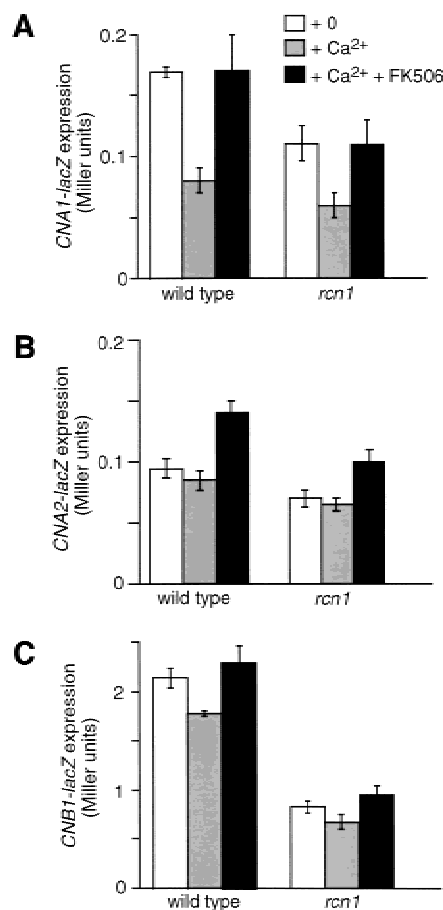 A
+ 0
+ Ca2+
+ Ca2+ + FK506
CNA1-lacZ expression
(Miller units)
0.2
0.1
0
wild type
rcn1
B
CNA2-lacZ expression
(Miller units)
0.2
0.1
0
wild type
rcn1
C
CNB1-lacZ expression
(Miller units)
2
1
0
wild type
rcn1